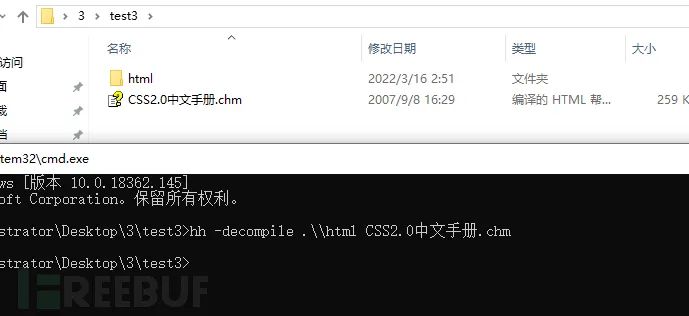 3 test3
名称 修改日期 类型 大小
访问
html 2022/3/16 2:51 文件夹
CSS2.0中文手册.chm 2007/9/8 16:29 编译的 HTML 帮... 259 K
面
载
档
tem32\cmd.exe
ws [版本 10.0.18362.145]
soft Corporation。保留所有权利。
strator\Desktop\3\test3>hh -decompile .\\html CSS2.0中文手册.chm
strator\Desktop\3\test3>
FREEBUF